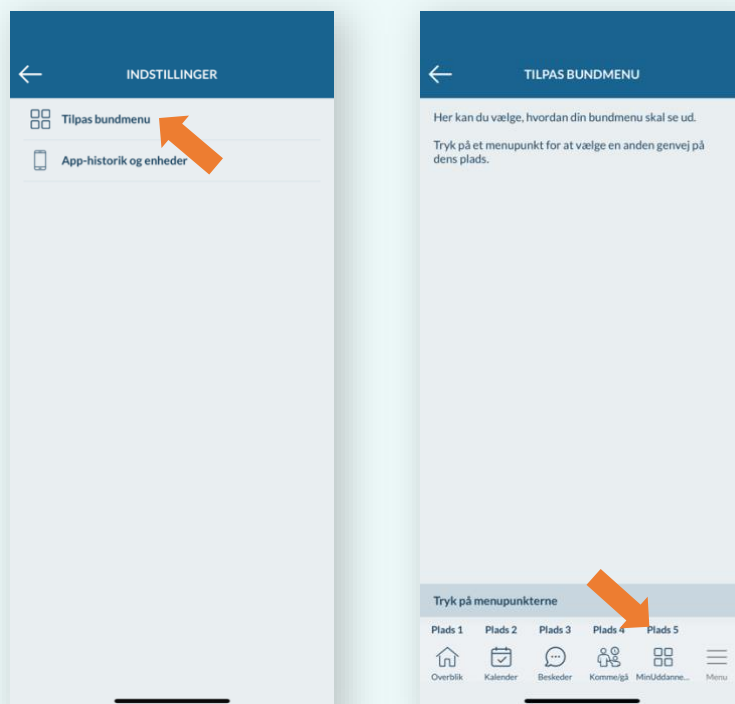 INDSTILLINGER
Tilpas bundmenu
App-historik og enheder
TILPAS BUNDMENU
Her kan du vælge, hvordan din bundmenu skal se ud.
Tryk på et menupunkt for at vælge en anden genvej på
dens plads.
Tryk på menupunkterne
Plads 1 Plads 2 Plads 3 Plads 4 Plads 5
Overblik Kalender Beskeder Komme/gå MinUddanne... Menu